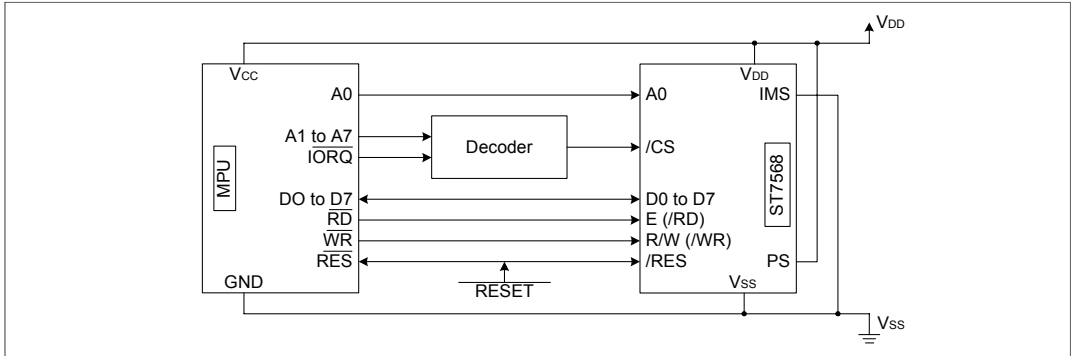 VDD
VCC
VDD
A0
A0
IMS
A1 to A7
Decoder
/CS
IORQ
MPU
ST7568
DO to D7
D0 to D7
RD
E (/RD)
WR
R/W (/WR)
RES
/RES
PS
GND
RESET
VSS
VSS